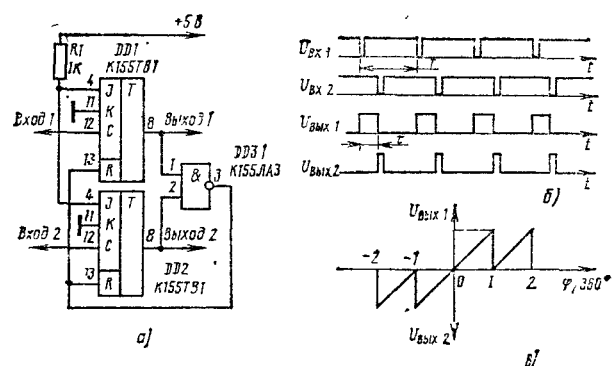 +5В
R1
1К
DD1
К155ТВ1
4
J
T
11
К
12
С
Вход 1
8
Выход 1
13
R
1
&
3
2
DD3.1
К155ЛА3
4
J
T
11
К
12
С
Вход 2
8
Выход 2
13
R
DD2
К155ТВ1
а)
Uвх 1
T
t
Uвх 2
t
Uвых 1
t
τ
Uвых 2
t
б)
Uвых 1
-2
-1
0
1
2
φ, 360°
Uвых 2
в)